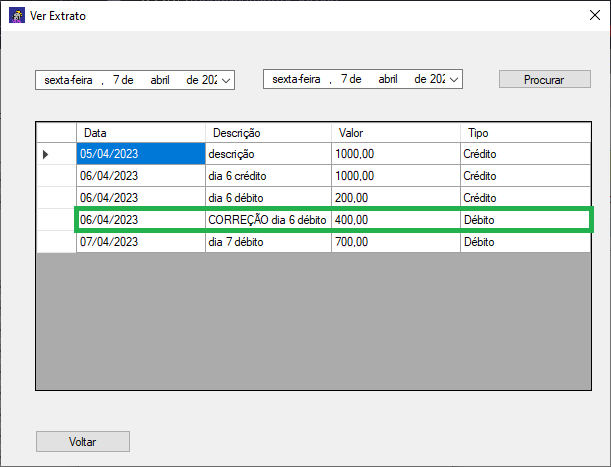 Ver Extrato
sexta-feira , 7 de abril de 202
sexta-feira , 7 de abril de 202
Procurar
Data Descrição Valor Tipo
05/04/2023 descrição 1000,00 Crédito
06/04/2023 dia 6 crédito 1000,00 Crédito
06/04/2023 dia 6 débito 200,00 Crédito
06/04/2023 CORREÇÃO dia 6 débito 400,00 Débito
07/04/2023 dia 7 débito 700,00 Débito
Voltar